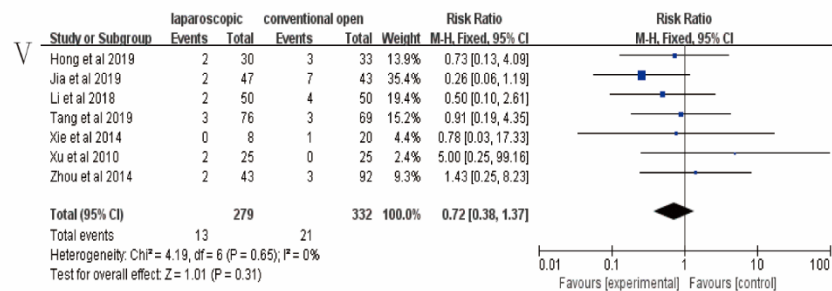 V
laparoscopic conventional open Risk Ratio Risk Ratio
Study or Subgroup Events Total Events Total Weight M-H, Fixed, 95% CI M-H, Fixed, 95% CI
Hong et al 2019 2 30 3 33 13.9% 0.73 [0.13, 4.09]
Jia et al 2019 2 47 7 43 35.4% 0.26 [0.06, 1.19]
Li et al 2018 2 50 4 50 19.4% 0.50 [0.10, 2.61]
Tang et al 2019 3 76 3 69 15.2% 0.91 [0.19, 4.35]
Xie et al 2014 0 8 1 20 4.4% 0.78 [0.03, 17.33]
Xu et al 2010 2 25 0 25 2.4% 5.00 [0.25, 99.16]
Zhou et al 2014 2 43 3 92 9.3% 1.43 [0.25, 8.23]
Total (95% CI) 279 332 100.0% 0.72 [0.38, 1.37]
Total events 13 21
Heterogeneity: Chi² = 4.19, df = 6 (P = 0.65); I² = 0%
Test for overall effect: Z = 1.01 (P = 0.31)
0.01 0.1 1 10 100
Favours [experimental] Favours [control]